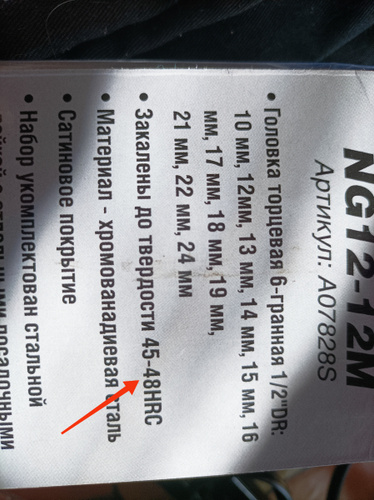 NG12-12M
Артикул: A07828S
• Головка торцевая 6-гранная 1/2"DR:
10 мм, 12мм, 13 мм, 14 мм, 15 мм, 16
мм, 17 мм, 18 мм, 19 мм,
21 мм, 22 мм, 24 мм
• Закалены до твердости 45-48HRC
• Материал - хромованадиевая сталь
• Сатиновое покрытие
• Набор укомплектован стальной
посадочными